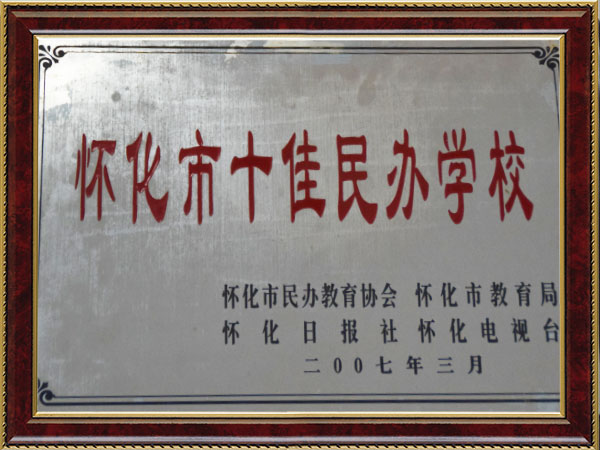 怀化市十佳民办学校
怀化市民办教育协会 怀化市教育局
怀化日报社 怀化电视台
二00七年三月